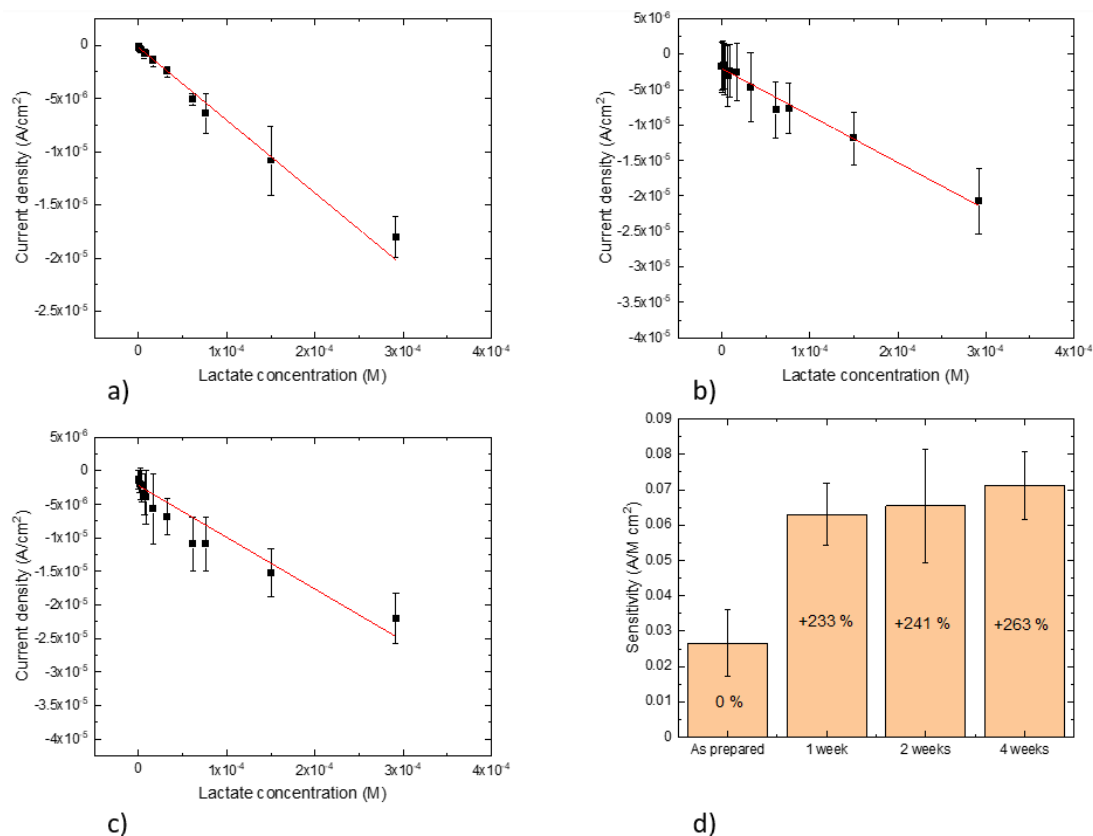 0
-5x10⁻⁶
-1x10⁻⁵
-1.5x10⁻⁵
-2x10⁻⁵
-2.5x10⁻⁵
Current density (A/cm²)
0 1x10⁻⁴ 2x10⁻⁴ 3x10⁻⁴ 4x10⁻⁴
Lactate concentration (M)
a)
5x10⁻⁶
0
-5x10⁻⁶
-1x10⁻⁵
-1.5x10⁻⁵
-2x10⁻⁵
-2.5x10⁻⁵
-3x10⁻⁵
-3.5x10⁻⁵
-4x10⁻⁵
Current density (A/cm²)
0 1x10⁻⁴ 2x10⁻⁴ 3x10⁻⁴ 4x10⁻⁴
Lactate concentration (M)
b)
5x10⁻⁶
0
-5x10⁻⁶
-1x10⁻⁵
-1.5x10⁻⁵
-2x10⁻⁵
-2.5x10⁻⁵
-3x10⁻⁵
-3.5x10⁻⁵
-4x10⁻⁵
Current density (A/cm²)
0 1x10⁻⁴ 2x10⁻⁴ 3x10⁻⁴ 4x10⁻⁴
Lactate concentration (M)
c)
0.09
0.08
0.07
0.06
0.05
0.04
0.03
0.02
0.01
0
Sensitivity (A/M cm²)
0 %
+233 %
+241 %
+263 %
As prepared 1 week 2 weeks 4 weeks
d)